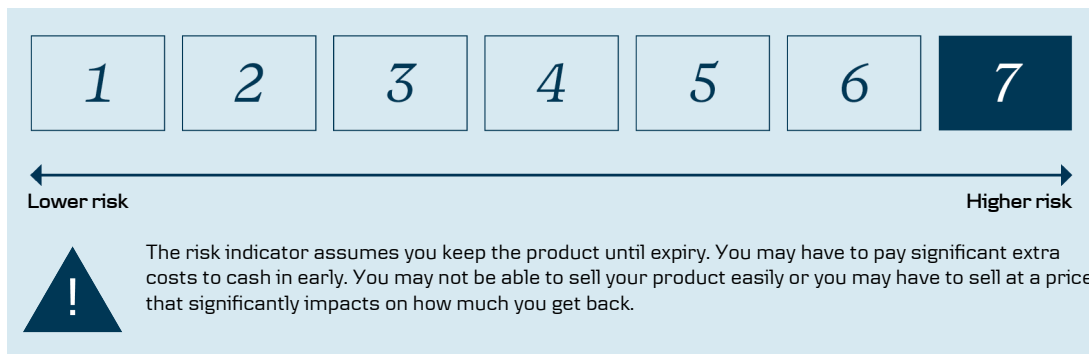 1 2 3 4 5 6 7
Lower risk Higher risk
The risk indicator assumes you keep the product until expiry. You may have to pay significant extra
! costs to cash in early. You may not be able to sell your product easily or you may have to sell at a price
that significantly impacts on how much you get back.